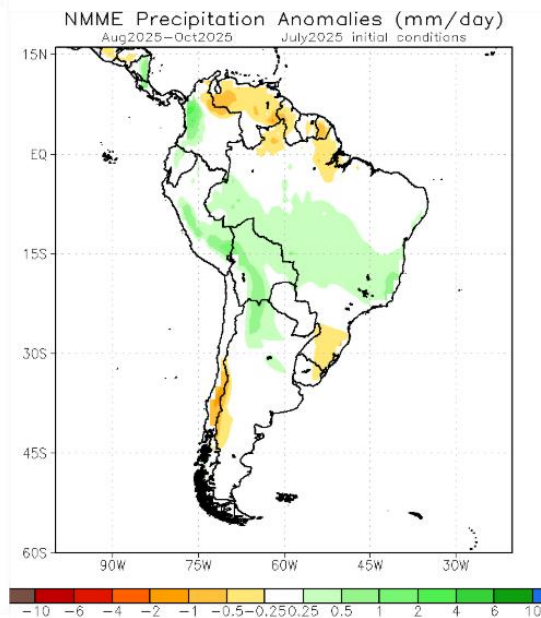 NMME Precipitation Anomalies (mm/day)
Aug2025-Oct2025 July2025 initial conditions
15N
EQ
15S
30S
45S
60S
90W 75W 60W 45W 30W
-10 -6 -4 -2 -1 -0.5-0.25 0.25 0.5 1 2 4 6 10